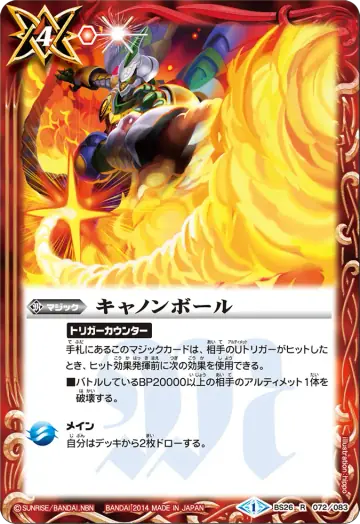 4
マジック キャノンボール
トリガーカウンター
手札にあるこのマジックカードは、相手のUトリガーがヒットしたとき、ヒット効果発揮前に次の効果を使用できる。
■バトルしているBP20000以上の相手のアルティメット1体を破壊する。
メイン
自分はデッキから2枚ドローする。
©SUNRISE/BANDAI,NBN BANDAI 2014 MADE IN JAPAN 1 BS26 R 072/083
illustration:hippo